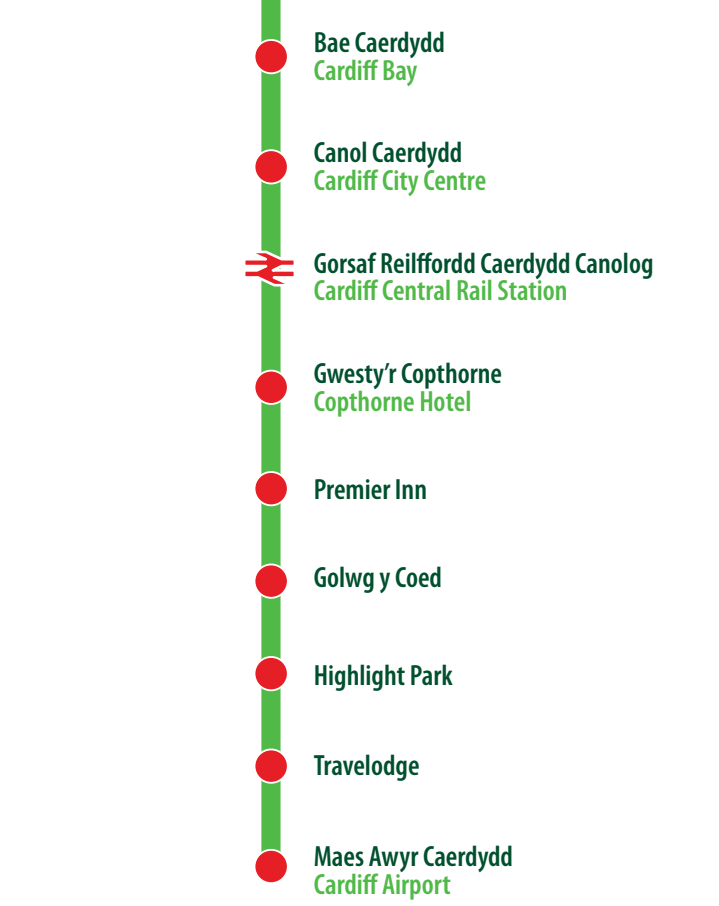 Bae Caerdydd
Cardiff Bay
Canol Caerdydd
Cardiff City Centre
Gorsaf Reilffordd Caerdydd Canolog
Cardiff Central Rail Station
Gwesty’r Copthorne
Copthorne Hotel
Premier Inn
Golwg y Coed
Highlight Park
Travelodge
Maes Awyr Caerdydd
Cardiff Airport